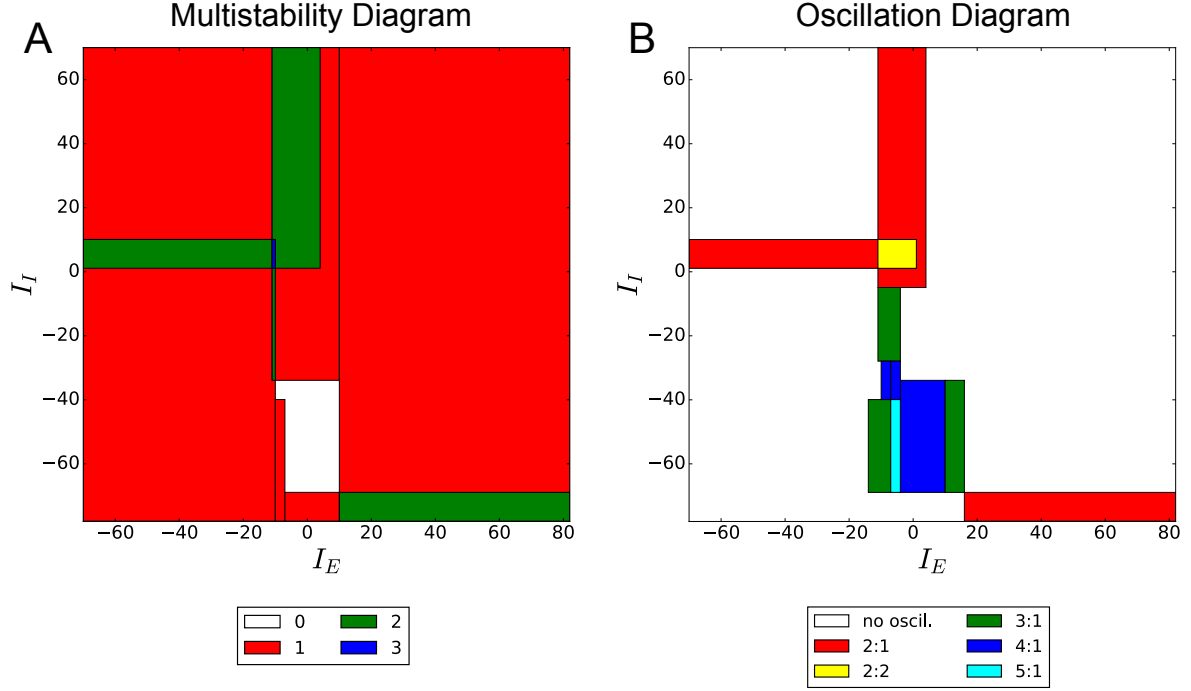 Multistability Diagram
Oscillation Diagram
A
B
60
40
20
0
−20
−40
−60
I_I
−60 −40 −20 0 20 40 60 80
I_E
60
40
20
0
−20
−40
−60
I_I
−60 −40 −20 0 20 40 60 80
I_E
0 2
1 3
no oscil. 3:1
2:1 4:1
2:2 5:1